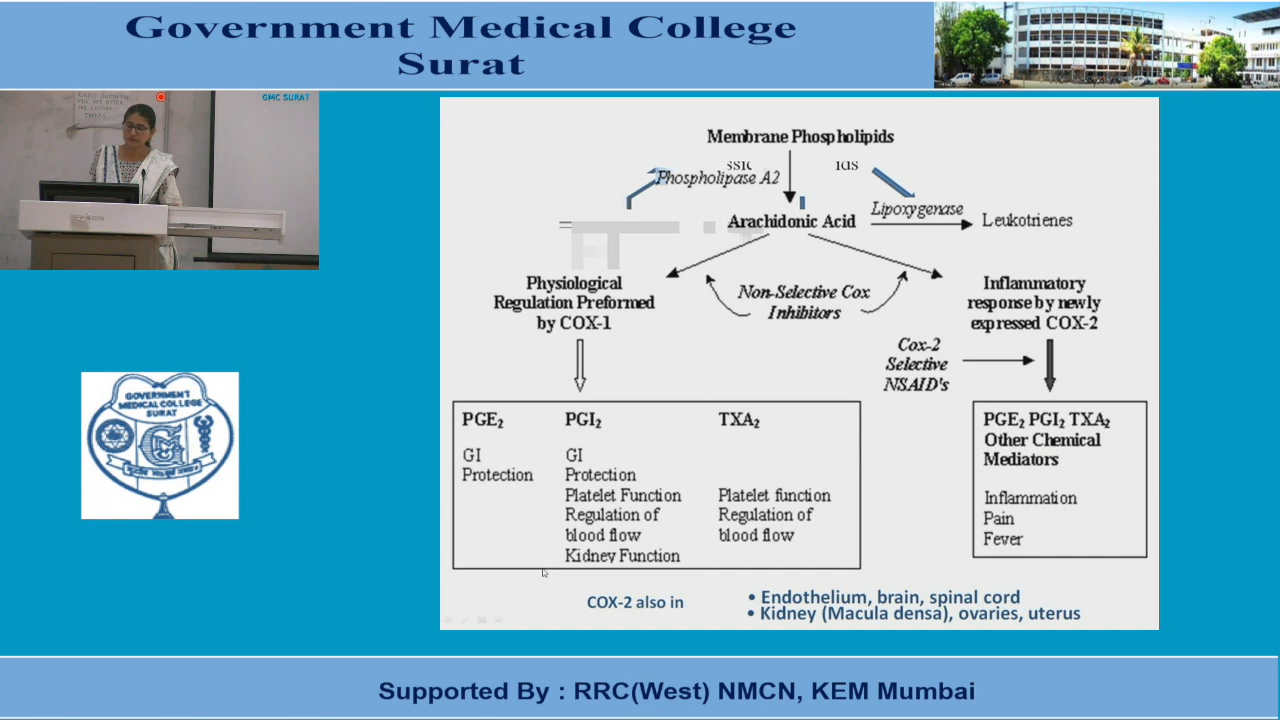 Government Medical College
Surat
KINDLY
THE LECTURE
THANKS
GMC SURAT
Membrane Phospholipids
Phospholipase A2
Arachidonic Acid
Lipoxygenase
Leukotrienes
Physiological
Regulation Preformed
by COX-1
Non-Selective Cox
Inhibitors
Inflammatory
response by newly
expressed COX-2
Cox-2
Selective
NSAID's
PGE₂ PGI₂ TXA₂
GI GI
Protection Protection
Platelet Function Platelet function
Regulation of Regulation of
blood flow blood flow
Kidney Function
PGE₂ PGI₂ TXA₂
Other Chemical
Mediators
Inflammation
Pain
Fever
COX-2 also in
• Endothelium, brain, spinal cord
• Kidney (Macula densa), ovaries, uterus
GOVERNMENT
MEDICAL COLLEGE
SURAT
Supported By : RRC(West) NMCN, KEM Mumbai